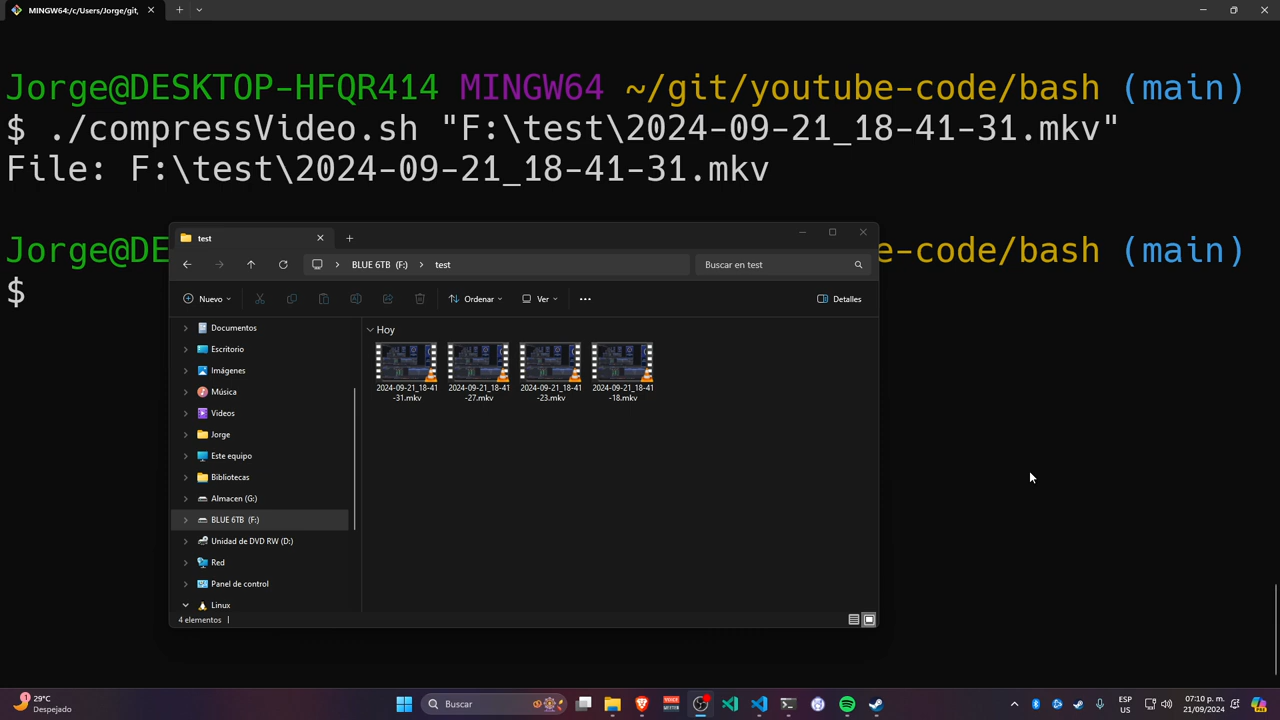 MINGW64:/c/Users/Jorge/git,
Jorge@DESKTOP-HFQR414 MINGW64 ~/git/youtube-code/bash (main)
$ ./compressVideo.sh "F:\test\2024-09-21_18-41-31.mkv"
File: F:\test\2024-09-21_18-41-31.mkv
Jorge@DE
e-code/bash (main)
$
test
BLUE 6TB (F:)
test
Buscar en test
Nuevo
Ordenar
Ver
Detalles
Documentos
Escritorio
Imágenes
Música
Videos
Jorge
Este equipo
Bibliotecas
Almacen (G:)
BLUE 6TB (F:)
Unidad de DVD RW (D:)
Red
Panel de control
Linux
Hoy
2024-09-21_18-41
-31.mkv
2024-09-21_18-41
-27.mkv
2024-09-21_18-41
-23.mkv
2024-09-21_18-41
-18.mkv
4 elementos
1
29°C
Despejado
Buscar
ESP
US
07:10 p. m.
21/09/2024